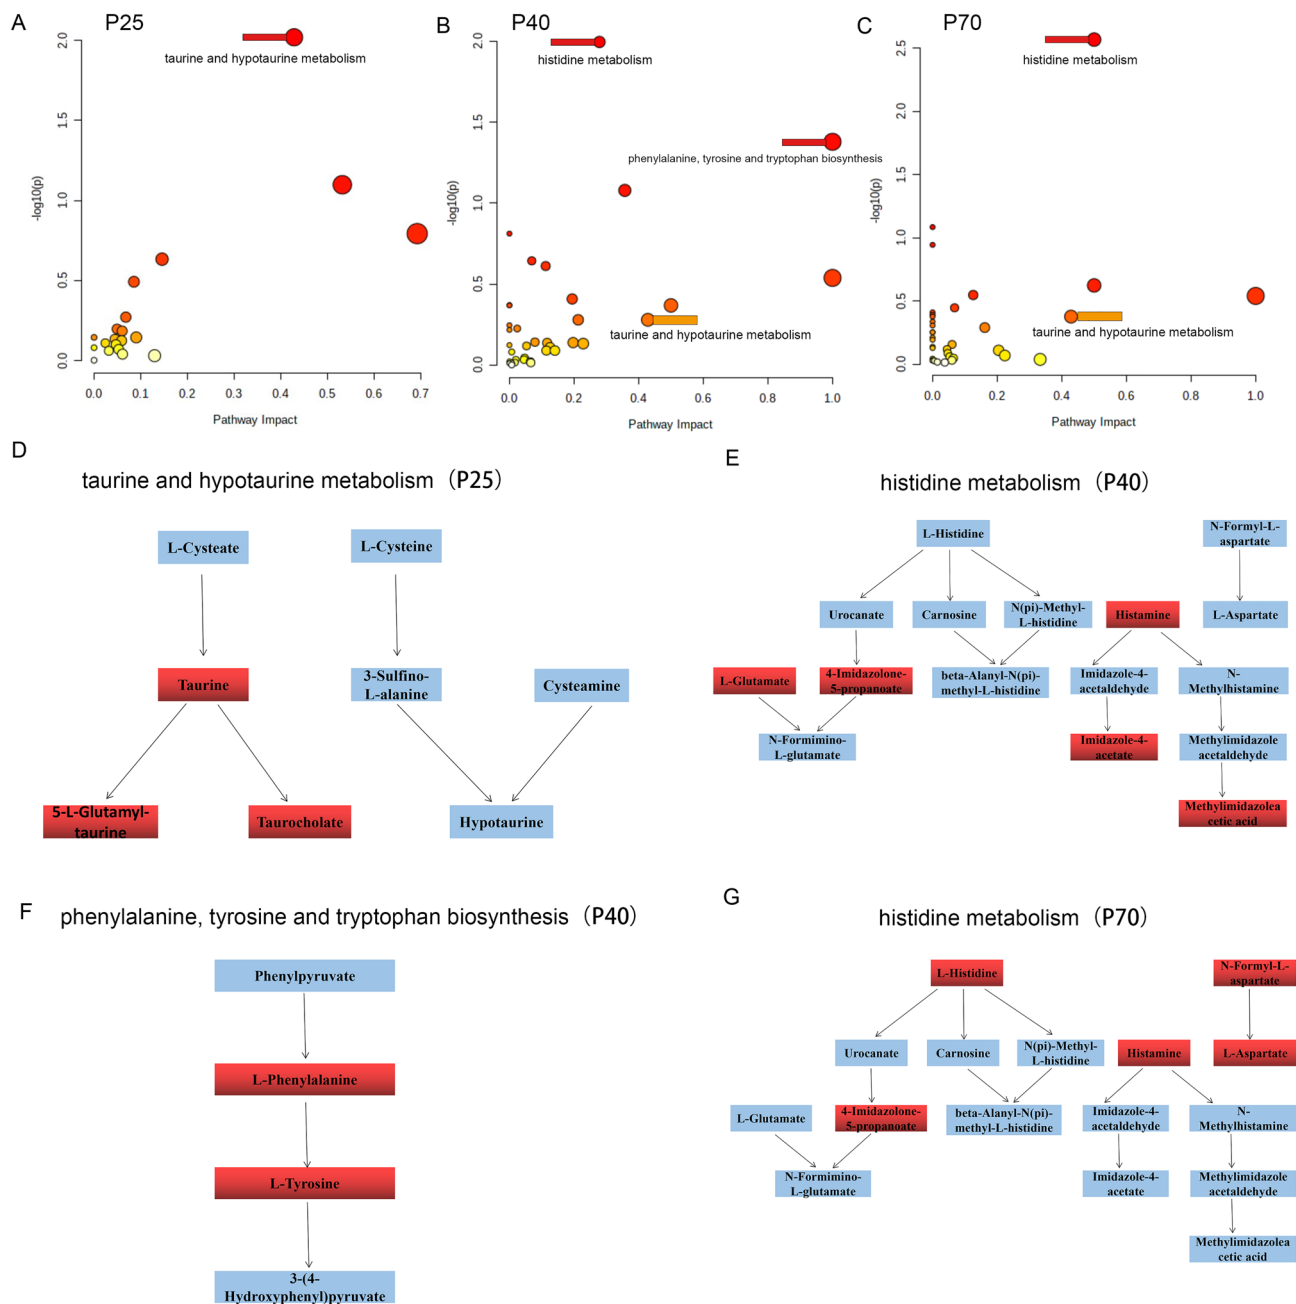 A
P25
2.0
1.5
1.0
0.5
0.0
-log10(p)
taurine and hypotaurine metabolism
0.0
0.1
0.2
0.3
0.4
0.5
0.6
0.7
Pathway Impact
B
P40
2.0
1.5
1.0
0.5
0.0
-log10(p)
histidine metabolism
phenylalanine, tyrosine and tryptophan biosynthesis
taurine and hypotaurine metabolism
0.0
0.2
0.4
0.6
0.8
1.0
Pathway Impact
C
P70
2.5
2.0
1.5
1.0
0.5
0.0
-log10(p)
histidine metabolism
taurine and hypotaurine metabolism
0.0
0.2
0.4
0.6
0.8
1.0
Pathway Impact
D
taurine and hypotaurine metabolism（P25）
L-Cysteate
L-Cysteine
Taurine
3-Sulfino-
L-alanine
Cysteamine
5-L-Glutamyl-
taurine
Taurocholate
Hypotaurine
E
histidine metabolism（P40）
L-Histidine
N-Formyl-L-
aspartate
Urocanate
Carnosine
N(pi)-Methyl-
L-histidine
Histamine
L-Aspartate
L-Glutamate
4-Imidazolone-
5-propanoate
beta-Alanyl-N(pi)-
methyl-L-histidine
Imidazole-4-
acetaldehyde
N-
Methylhistamine
N-Formimino-
L-glutamate
Imidazole-4-
acetate
Methylimidazole
acetaldehyde
Methylimidazolea
cetic acid
F
phenylalanine, tyrosine and tryptophan biosynthesis（P40）
Phenylpyruvate
L-Phenylalanine
L-Tyrosine
3-(4-
Hydroxyphenyl)pyruvate
G
histidine metabolism（P70）
L-Histidine
N-Formyl-L-
aspartate
Urocanate
Carnosine
N(pi)-Methyl-
L-histidine
Histamine
L-Aspartate
L-Glutamate
4-Imidazolone-
5-propanoate
beta-Alanyl-N(pi)-
methyl-L-histidine
Imidazole-4-
acetaldehyde
N-
Methylhistamine
N-Formimino-
L-glutamate
Imidazole-4-
acetate
Methylimidazole
acetaldehyde
Methylimidazolea
cetic acid